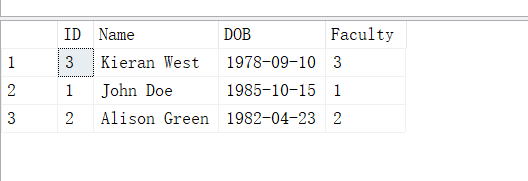 ID Name DOB Faculty
1 3 Kieran West 1978-09-10 3
2 1 John Doe 1985-10-15 1
3 2 Alison Green 1982-04-23 2